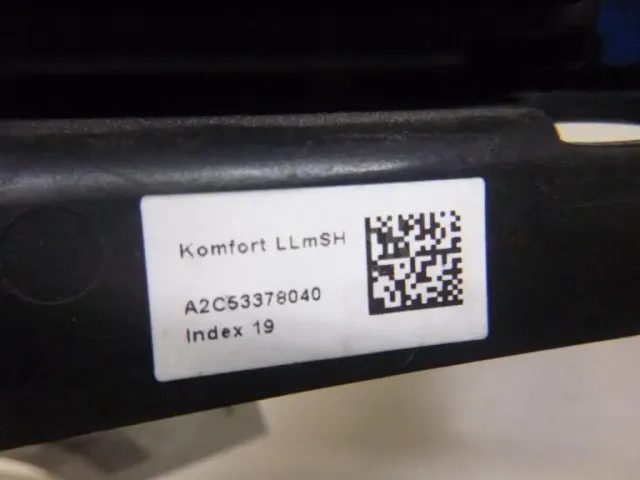 Komfort LLmSH
A2C53378040
Index 19